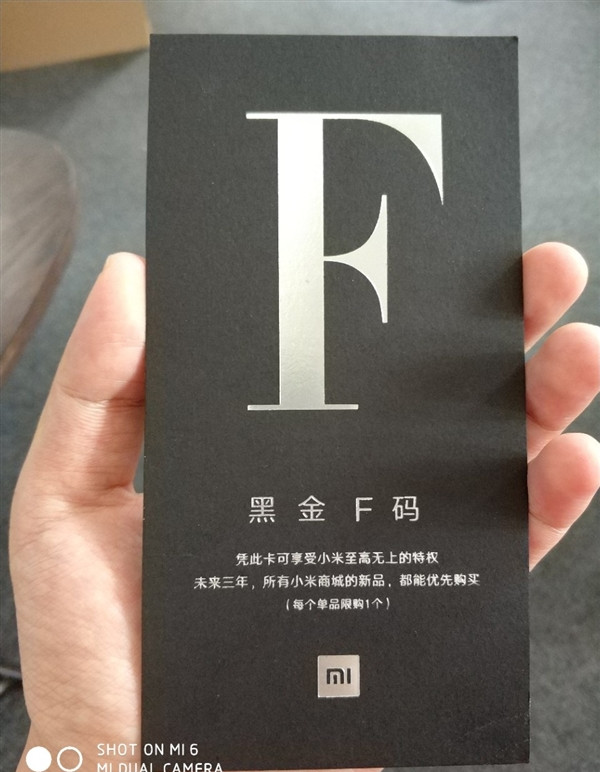 F
黑金F码
凭此卡可享受小米至高无上的特权
未来三年，所有小米商城的新品，都能优先购买
（每个单品限购1个）
MI
SHOT ON MI 6
MI DUAL CAMERA